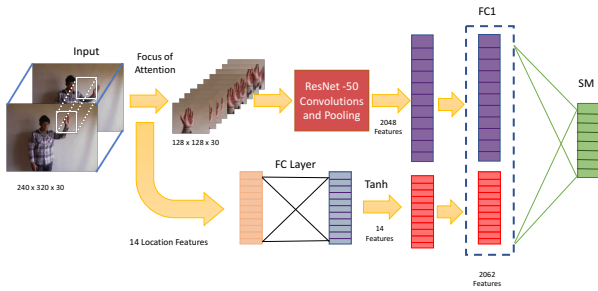 Input
Focus of
Attention
FC1
SM
ResNet -50
Convolutions
and Pooling
2048
Features
128 x 128 x 30
240 x 320 x 30
FC Layer
Tanh
14
Features
14 Location Features
2062
Features